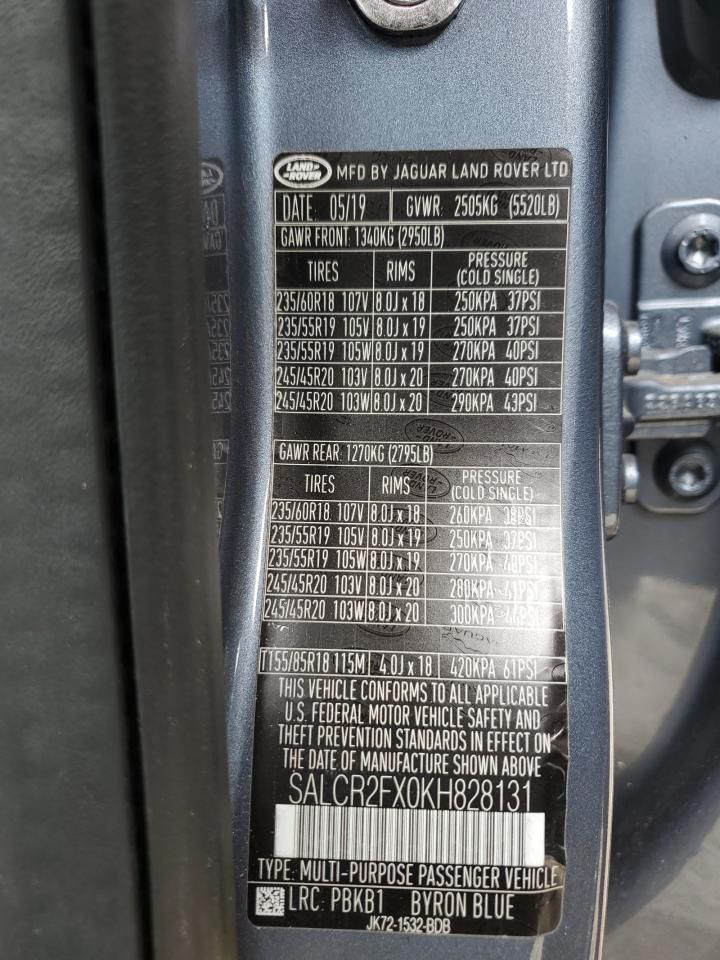 LAND ROVER MFD BY JAGUAR LAND ROVER LTD
DATE 05/19 GVWR 2505KG (5520LB)
GAWR FRONT: 1340KG (2950LB)
TIRES RIMS PRESSURE (COLD SINGLE)
235/60R18 107V 8.0J x 18 250KPA 37PSI
235/55R19 105V 8.0J x 19 250KPA 37PSI
235/55R19 105W 8.0J x 19 270KPA 40PSI
245/45R20 103V 8.0J x 20 270KPA 40PSI
245/45R20 103W 8.0J x 20 290KPA 43PSI
GAWR REAR: 1270KG (2795LB)
TIRES RIMS PRESSURE (COLD SINGLE)
235/60R18 107V 8.0J x 18 260KPA 38PSI
235/55R19 105V 8.0J x 19 250KPA 37PSI
235/55R19 105W 8.0J x 19 270KPA 40PSI
245/45R20 103V 8.0J x 20 280KPA 41PSI
245/45R20 103W 8.0J x 20 300KPA 44PSI
T155/85R18 115M 4.0J x 18 420KPA 61PSI
THIS VEHICLE CONFORMS TO ALL APPLICABLE
U.S. FEDERAL MOTOR VEHICLE SAFETY AND
THEFT PREVENTION STANDARDS IN EFFECT ON
THE DATE OF MANUFACTURE SHOWN ABOVE
SALCR2FX0KH828131
TYPE: MULTI-PURPOSE PASSENGER VEHICLE
LRC: PBKB1 BYRON BLUE
JK72-1532-BDB